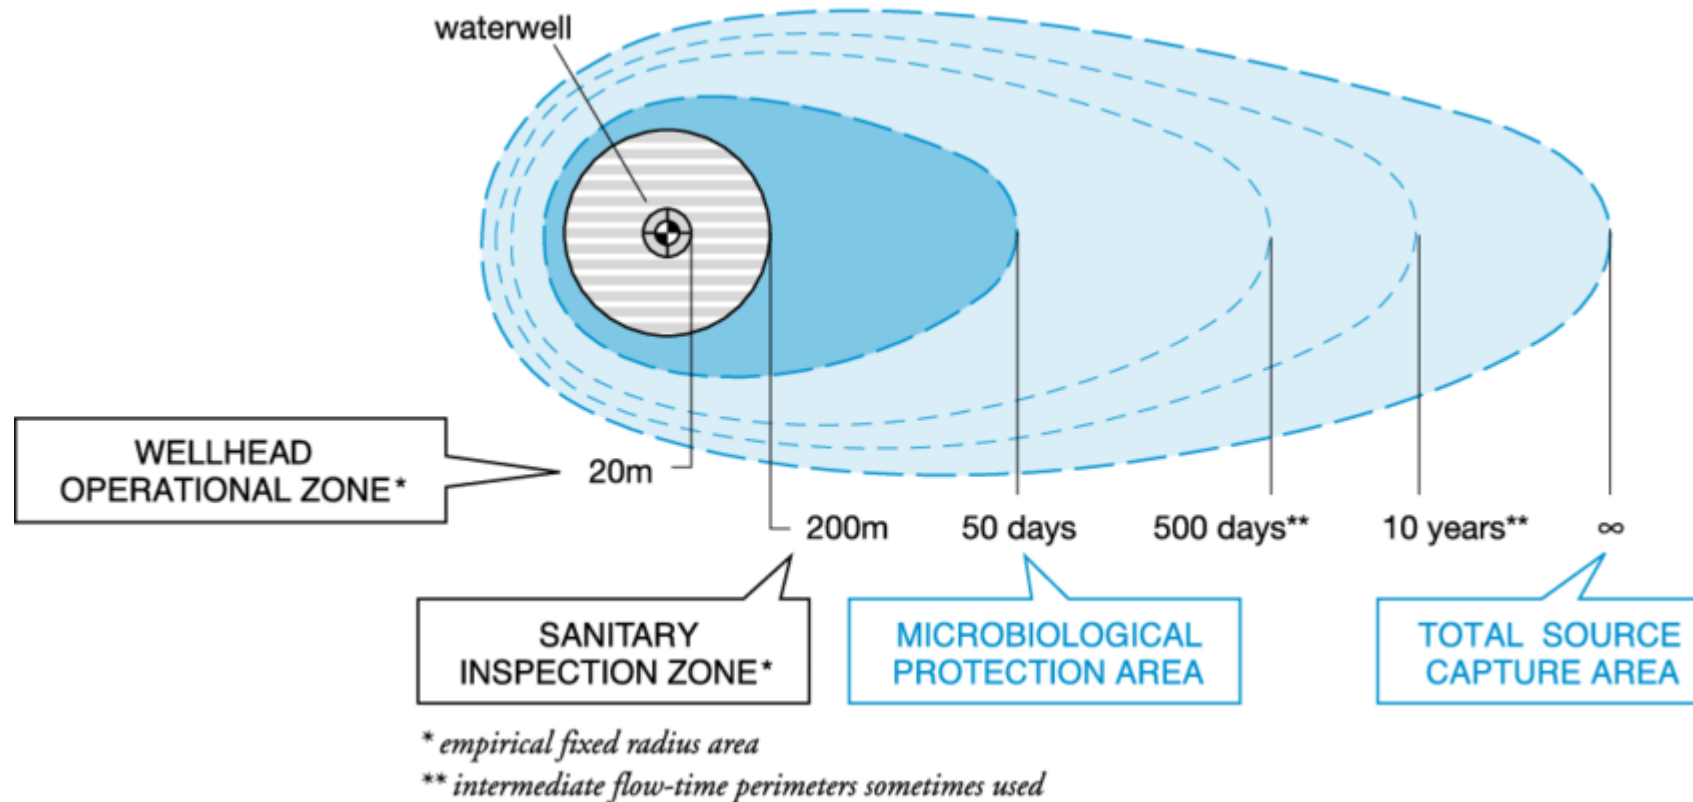 waterwell
WELLHEAD
OPERATIONAL ZONE*
20m
200m
50 days
500 days**
10 years**
∞
SANITARY
INSPECTION ZONE*
MICROBIOLOGICAL
PROTECTION AREA
TOTAL SOURCE
CAPTURE AREA
* empirical fixed radius area
** intermediate flow-time perimeters sometimes used